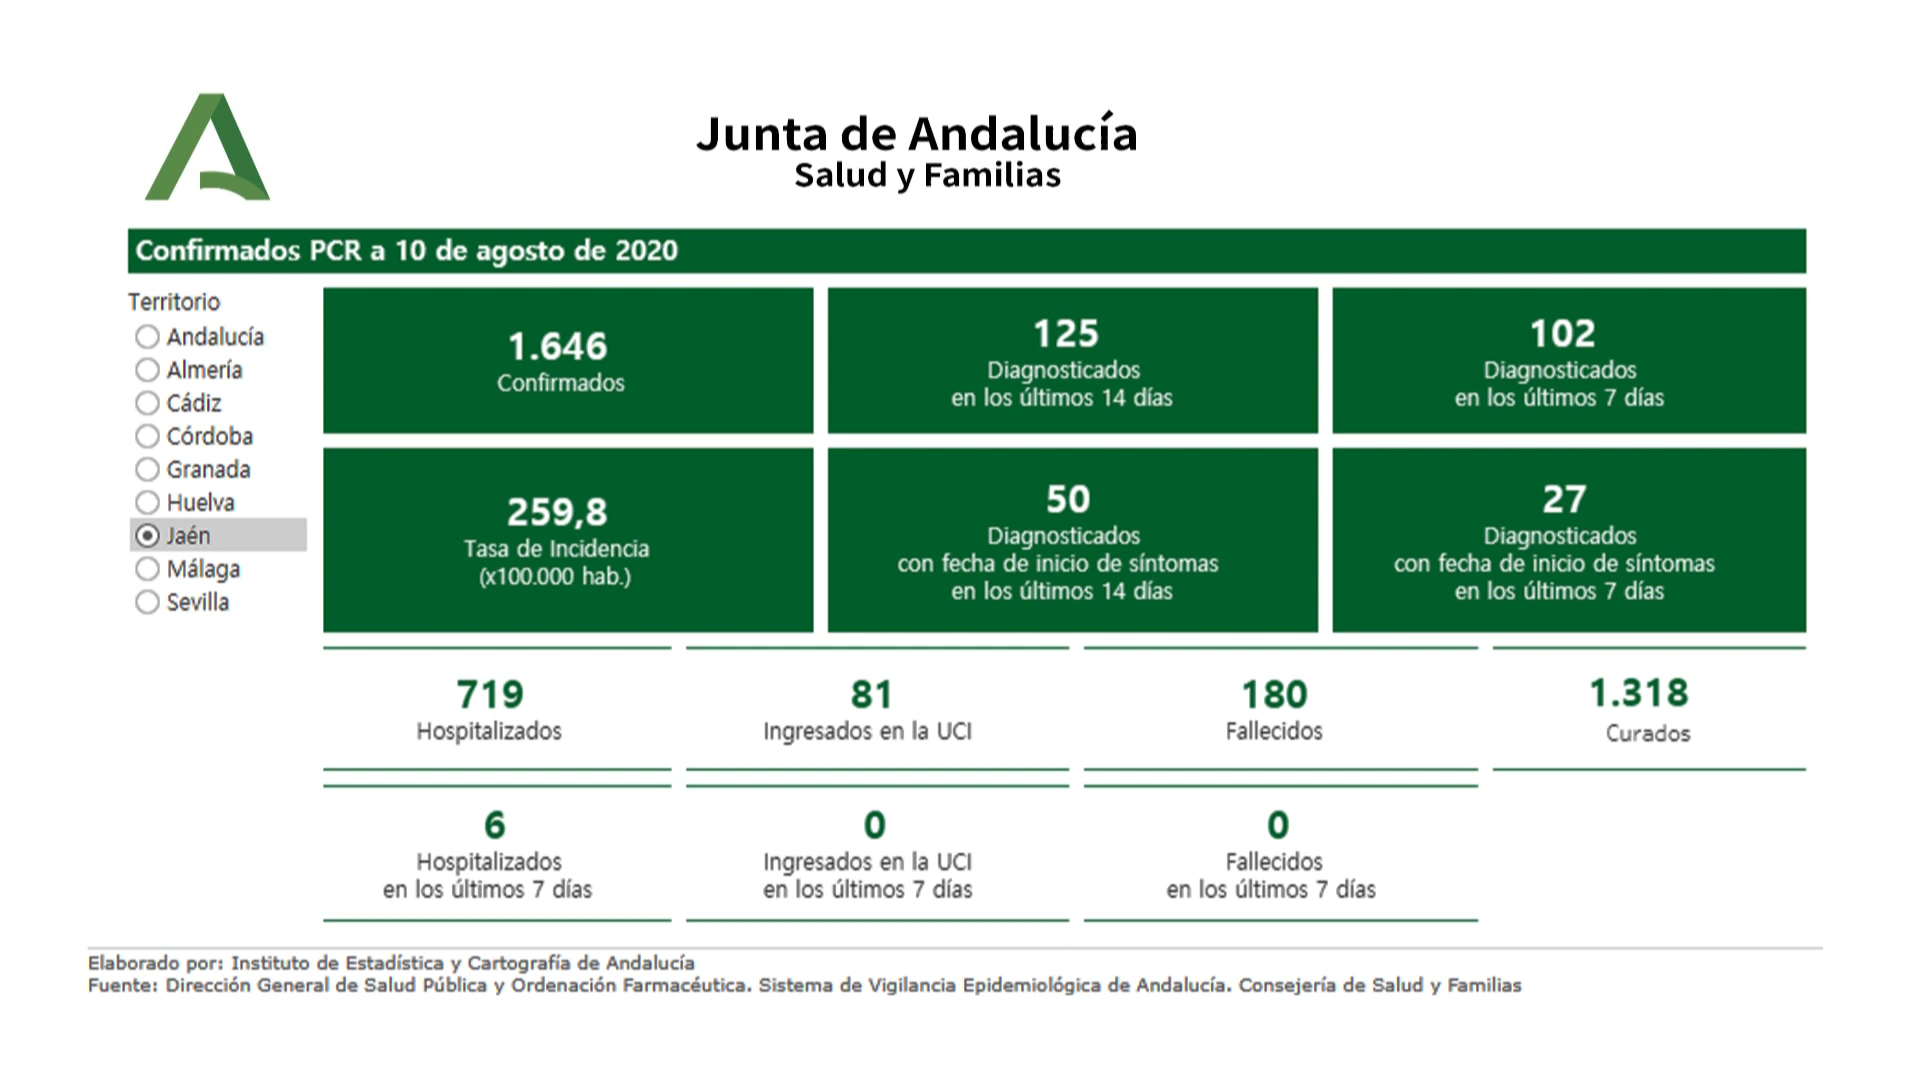 Junta de Andalucía
Salud y Familias
Confirmados PCR a 10 de agosto de 2020
Territorio
Andalucía
Almería
Cádiz
Córdoba
Granada
Huelva
Jaén
Málaga
Sevilla
1.646
Confirmados
125
Diagnosticados
en los últimos 14 días
102
Diagnosticados
en los últimos 7 días
259,8
Tasa de Incidencia
(x100.000 hab.)
50
Diagnosticados
con fecha de inicio de síntomas
en los últimos 14 días
27
Diagnosticados
con fecha de inicio de síntomas
en los últimos 7 días
719
Hospitalizados
81
Ingresados en la UCI
180
Fallecidos
1.318
Curados
6
Hospitalizados
en los últimos 7 días
0
Ingresados en la UCI
en los últimos 7 días
0
Fallecidos
en los últimos 7 días
Elaborado por: Instituto de Estadística y Cartografía de Andalucía
Fuente: Dirección General de Salud Pública y Ordenación Farmacéutica. Sistema de Vigilancia Epidemiológica de Andalucía. Consejería de Salud y Familias